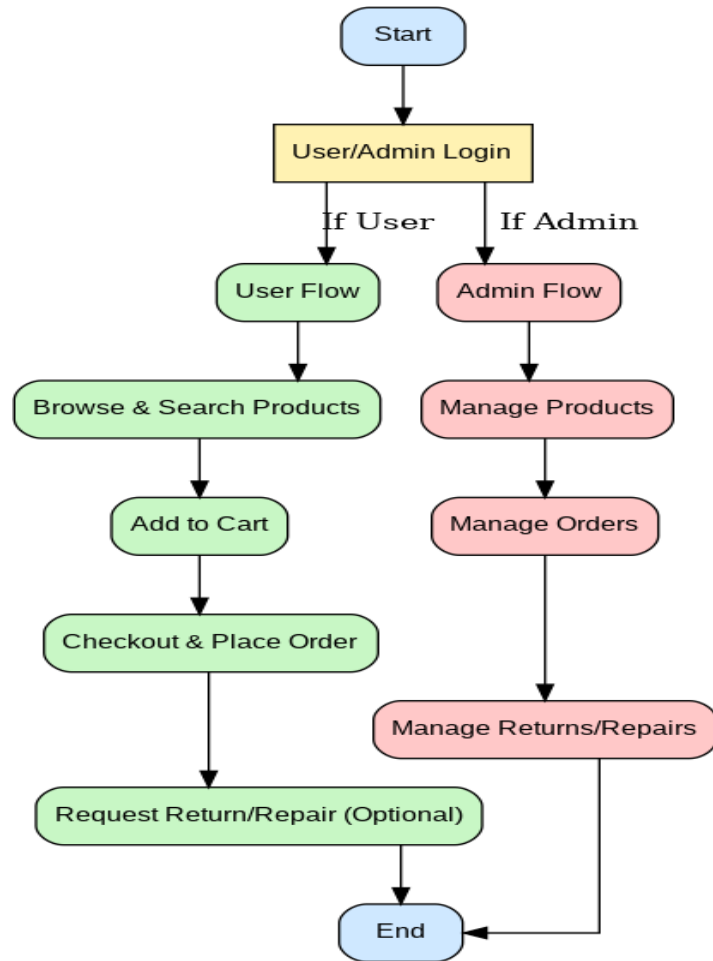 Start
User/Admin Login
If User
If Admin
User Flow
Admin Flow
Browse & Search Products
Manage Products
Add to Cart
Manage Orders
Checkout & Place Order
Manage Returns/Repairs
Request Return/Repair (Optional)
End